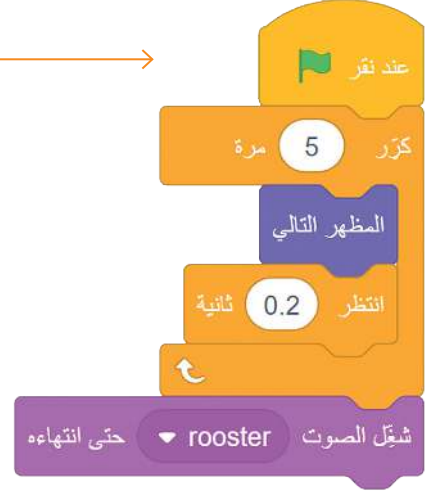 عند نقر
كرّر 5 مرة
المظهر التالي
انتظر 0.2 ثانية
شغّل الصوت rooster حتى انتهاءه